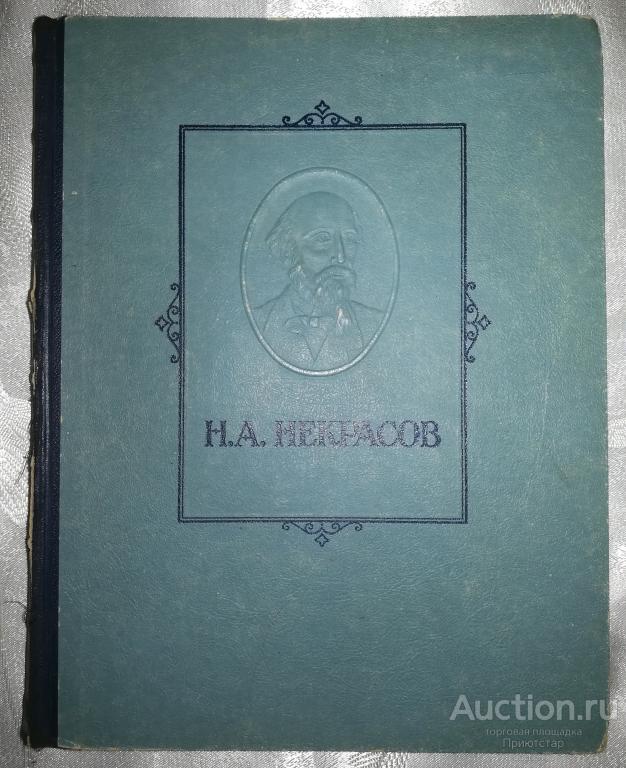 Н.А. НЕКРАСОВ
Auction.ru
торговая площадка
Приютстар